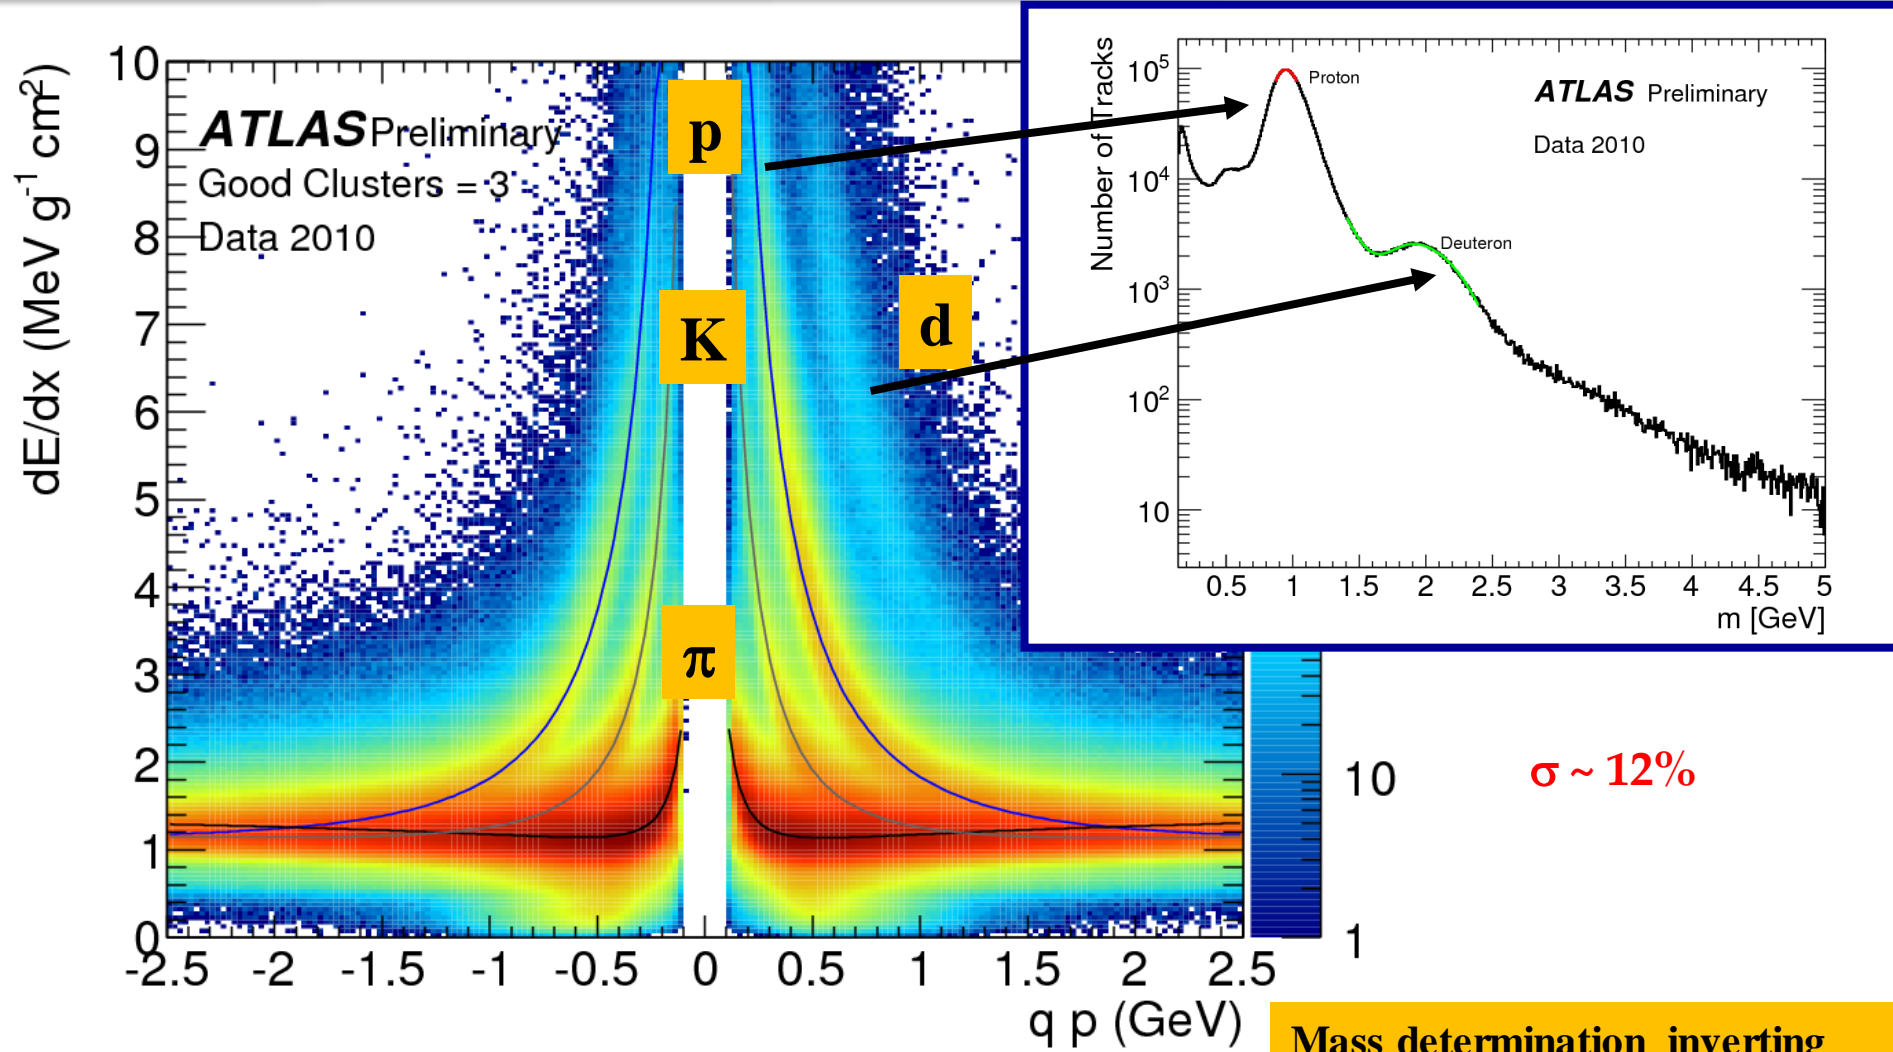 dE/dx (MeV g⁻¹ cm²)
10
9
8
7
6
5
4
3
2
1
0
ATLAS Preliminary
Good Clusters = 3
Data 2010
p
K
π
d
-2.5 -2 -1.5 -1 -0.5 0 0.5 1 1.5 2 2.5
q p (GeV)
10
1
Number of Tracks
10⁵
10⁴
10³
10²
10
Proton
ATLAS Preliminary
Data 2010
Deuteron
0.5 1 1.5 2 2.5 3 3.5 4 4.5 5
m [GeV]
σ ~ 12%
Mass determination inverting